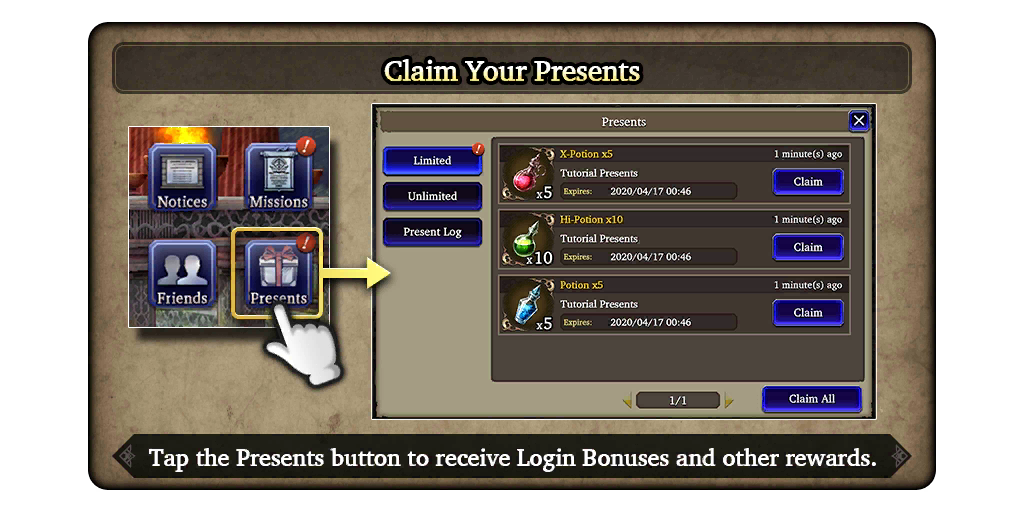 Claim Your Presents
Notices
Missions
Friends
Presents
Presents
Limited
Unlimited
Present Log
X-Potion x5
1 minute(s) ago
x5
Tutorial Presents
Expires: 2020/04/17 00:46
Claim
Hi-Potion x10
1 minute(s) ago
x10
Tutorial Presents
Expires: 2020/04/17 00:46
Claim
Potion x5
1 minute(s) ago
x5
Tutorial Presents
Expires: 2020/04/17 00:46
Claim
1/1
Claim All
Tap the Presents button to receive Login Bonuses and other rewards.